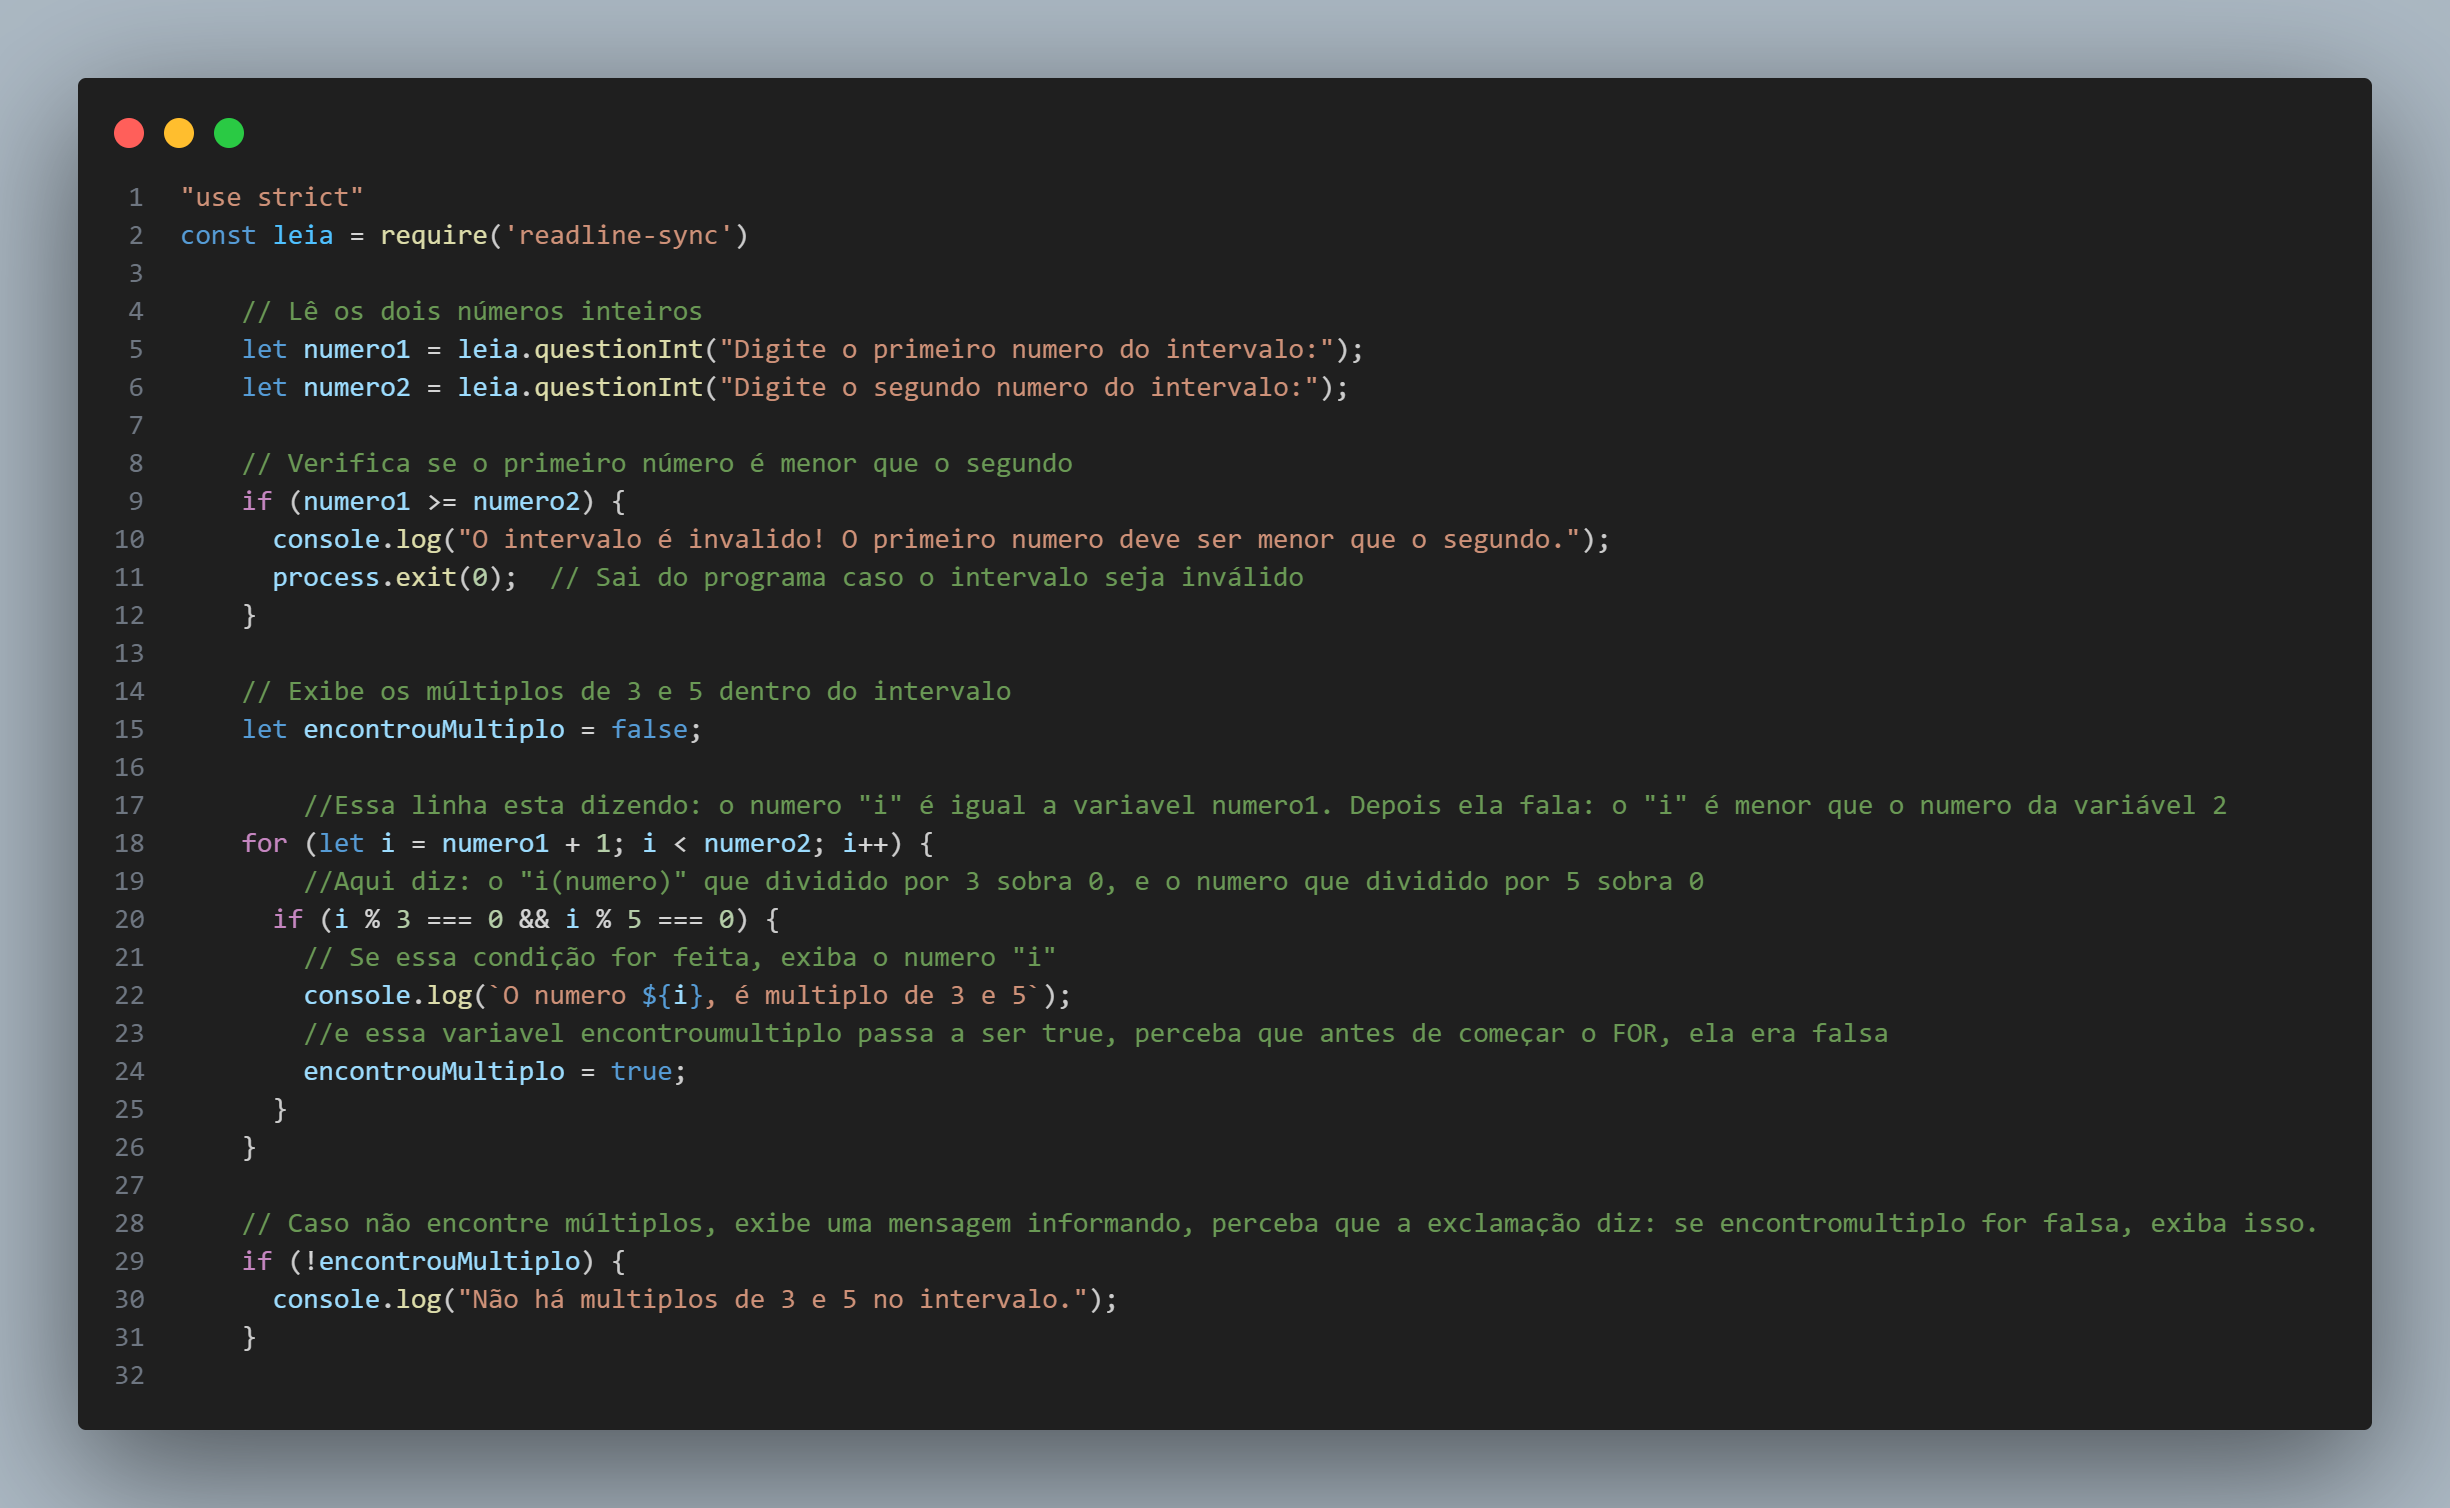 1 "use strict"
2 const leia = require('readline-sync')
3
4 // Lê os dois números inteiros
5 let numero1 = leia.questionInt("Digite o primeiro numero do intervalo:");
6 let numero2 = leia.questionInt("Digite o segundo numero do intervalo:");
7
8 // Verifica se o primeiro número é menor que o segundo
9 if (numero1 >= numero2) {
10 console.log("O intervalo é invalido! O primeiro numero deve ser menor que o segundo.");
11 process.exit(0);  // Sai do programa caso o intervalo seja inválido
12 }
13
14 // Exibe os múltiplos de 3 e 5 dentro do intervalo
15 let encontrouMultiplo = false;
16
17 //Essa linha esta dizendo: o numero "i" é igual a variavel numero1. Depois ela fala: o "i" é menor que o numero da variável 2
18 for (let i = numero1 + 1; i < numero2; i++) {
19 //Aqui diz: o "i(numero)" que dividido por 3 sobra 0, e o numero que dividido por 5 sobra 0
20 if (i % 3 === 0 && i % 5 === 0) {
21 // Se essa condição for feita, exiba o numero "i"
22 console.log(`O numero ${i}, é multiplo de 3 e 5`);
23 //e essa variavel encontroumultiplo passa a ser true, perceba que antes de começar o FOR, ela era falsa
24 encontrouMultiplo = true;
25 }
26 }
27
28 // Caso não encontre múltiplos, exibe uma mensagem informando, perceba que a exclamação diz: se encontromultiplo for falsa, exiba isso.
29 if (!encontrouMultiplo) {
30 console.log("Não há multiplos de 3 e 5 no intervalo.");
31 }
32